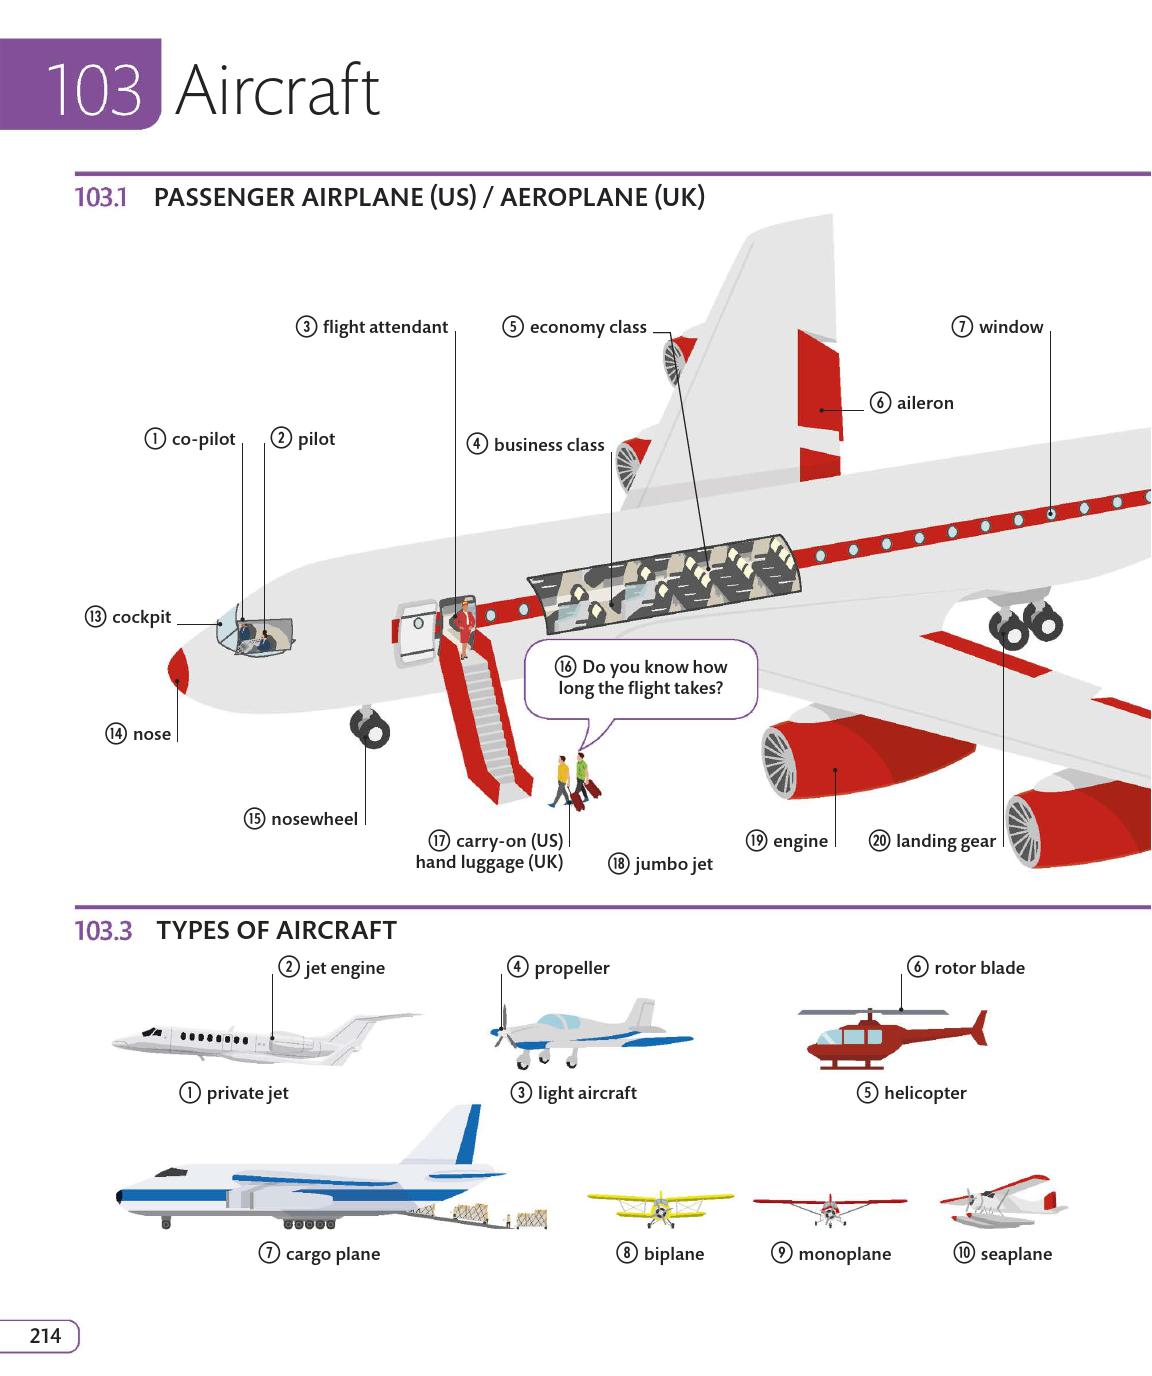 103 Aircraft
103.1 PASSENGER AIRPLANE (US) / AEROPLANE (UK)
3 flight attendant
5 economy class
7 window
6 aileron
1 co-pilot
2 pilot
4 business class
13 cockpit
16 Do you know how
long the flight takes?
14 nose
15 nosewheel
17 carry-on (US)
hand luggage (UK)
18 jumbo jet
19 engine
20 landing gear
103.3 TYPES OF AIRCRAFT
2 jet engine
4 propeller
6 rotor blade
1 private jet
3 light aircraft
5 helicopter
7 cargo plane
8 biplane
9 monoplane
10 seaplane
214